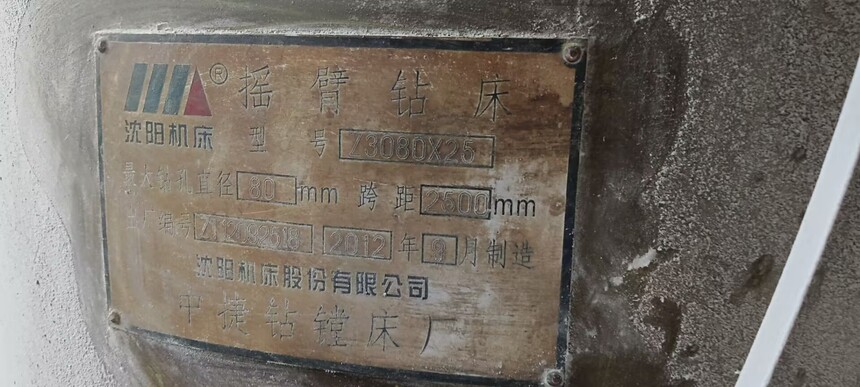 ® 摇臂钻床
沈阳机床 型号 Z3080X25
最大钻孔直径 80 mm 跨距 2500 mm
出厂编号 2012 年 9 月制造
沈阳机床股份有限公司
中捷钻镗床厂